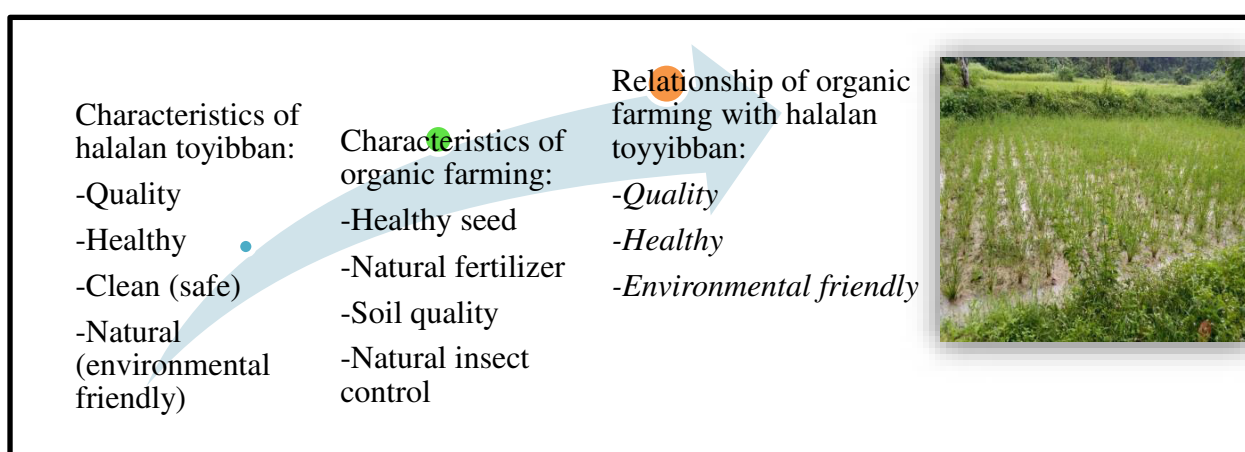 Characteristics of
halalan toyibban:
-Quality
-Healthy
-Clean (safe)
-Natural
(environmental
friendly)
Characteristics of
organic farming:
-Healthy seed
-Natural fertilizer
-Soil quality
-Natural insect
control
Relationship of organic
farming with halalan
toyyibban:
-Quality
-Healthy
-Environmental friendly